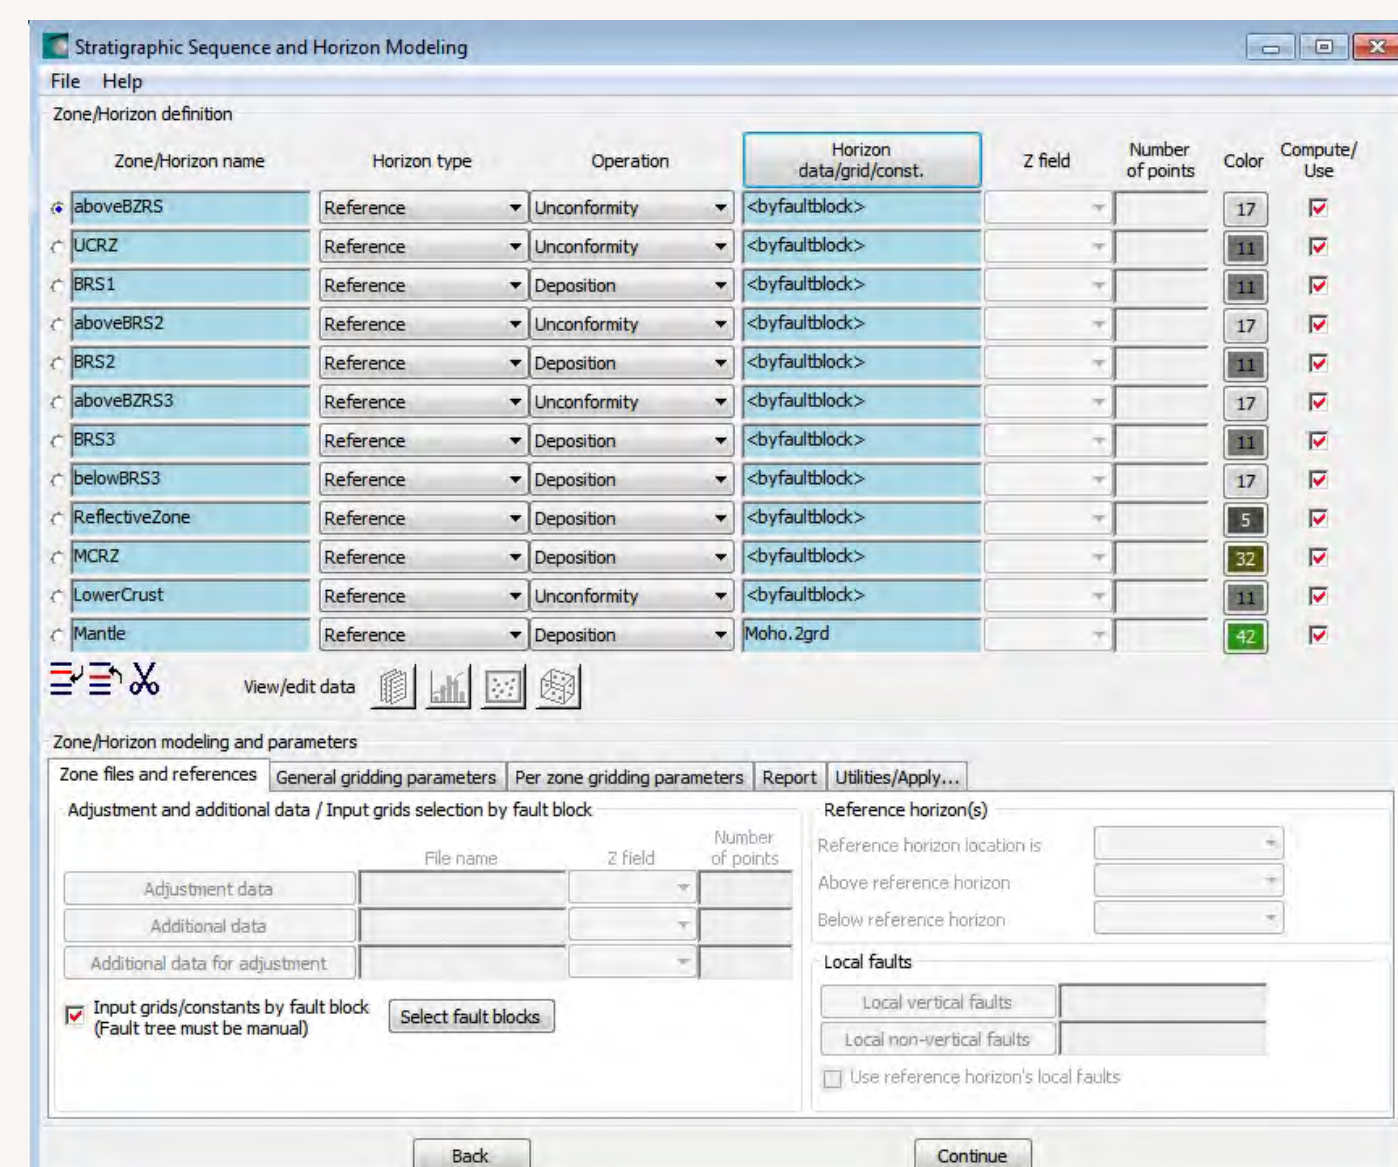 Stratigraphic Sequence and Horizon Modeling
File Help
Zone/Horizon definition
Zone/Horizon name Horizon type Operation Horizon data/grid/const. Z field Number of points Color Compute/ Use
aboveBZRS Reference Unconformity <byfaultblock> 17
UCRZ Reference Unconformity <byfaultblock> 11
BRS1 Reference Deposition <byfaultblock> 11
aboveBRS2 Reference Unconformity <byfaultblock> 17
BRS2 Reference Deposition <byfaultblock> 11
aboveBZRS3 Reference Unconformity <byfaultblock> 17
BRS3 Reference Deposition <byfaultblock> 11
belowBRS3 Reference Deposition <byfaultblock> 17
ReflectiveZone Reference Deposition <byfaultblock> 5
MCRZ Reference Deposition <byfaultblock> 32
LowerCrust Reference Unconformity <byfaultblock> 11
Mantle Reference Deposition Moho.2grd 42
View/edit data
Zone/Horizon modeling and parameters
Zone files and references General gridding parameters Per zone gridding parameters Report Utilities/Apply...
Adjustment and additional data / Input grids selection by fault block
File name Z field Number of points
Adjustment data
Additional data
Additional data for adjustment
Input grids/constants by fault block
(Fault tree must be manual)
Select fault blocks
Reference horizon(s)
Reference horizon location is
Above reference horizon
Below reference horizon
Local faults
Local vertical faults
Local non-vertical faults
Use reference horizon's local faults
Back Continue